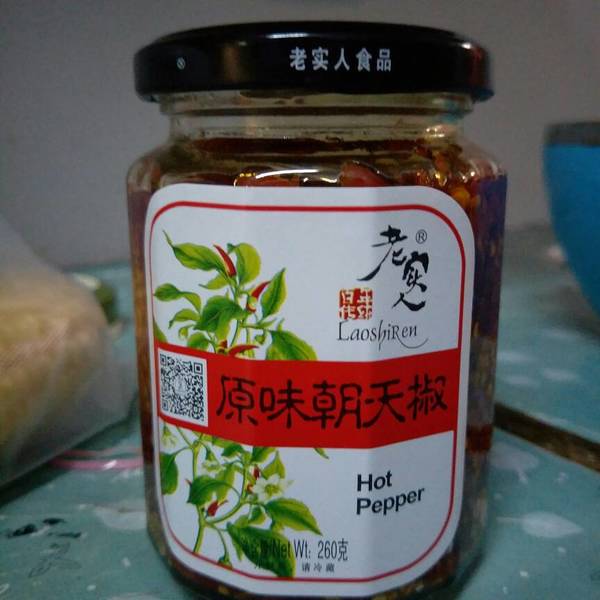 老实人食品
老实人®
LaoshiRen
原味朝天椒
Hot
Pepper
Net Wt: 260克
请冷藏